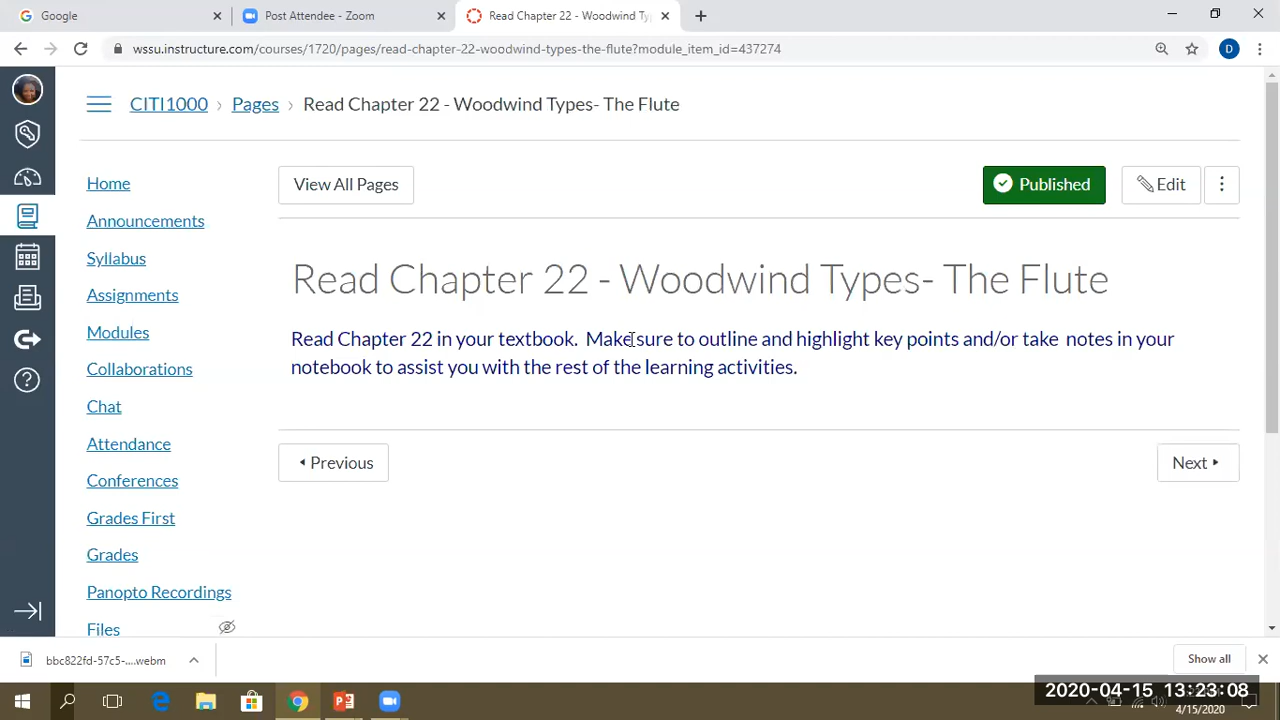 Google
Post Attendee - Zoom
Read Chapter 22 - Woodwind Ty
wssu.instructure.com/courses/1720/pages/read-chapter-22-woodwind-types-the-flute?module_item_id=437274
D
CITI1000 › Pages › Read Chapter 22 - Woodwind Types- The Flute
Home
Announcements
Syllabus
Assignments
Modules
Collaborations
Chat
Attendance
Conferences
Grades First
Grades
Panopto Recordings
Files
View All Pages
Published
Edit
Read Chapter 22 - Woodwind Types- The Flute
Read Chapter 22 in your textbook. Make sure to outline and highlight key points and/or take notes in your
notebook to assist you with the rest of the learning activities.
Previous
Next
bbc822fd-57c5-....webm
Show all
2020-04-15 13:23:08
4/15/2020